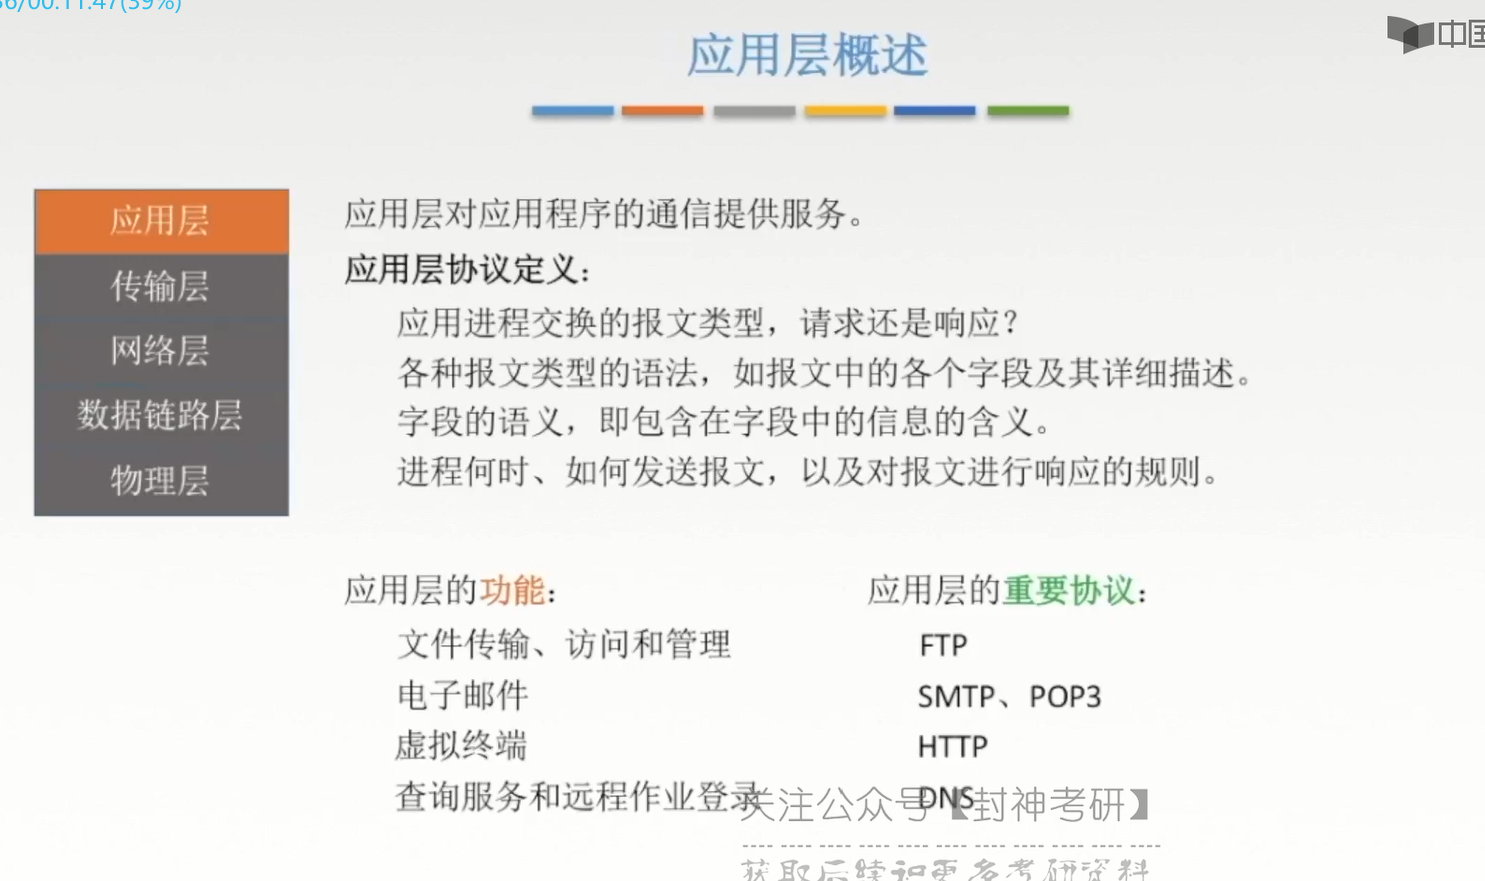 36/00:11:47(39%)
中国
应用层概述
应用层
传输层
网络层
数据链路层
物理层
应用层对应用程序的通信提供服务。
应用层协议定义：
应用进程交换的报文类型，请求还是响应？
各种报文类型的语法，如报文中的各个字段及其详细描述。
字段的语义，即包含在字段中的信息的含义。
进程何时、如何发送报文，以及对报文进行响应的规则。
应用层的功能：
文件传输、访问和管理
电子邮件
虚拟终端
查询服务和远程作业登录
应用层的重要协议：
FTP
SMTP、POP3
HTTP
DNS
关注公众号【封神考研】
获取后续和更多考研资料